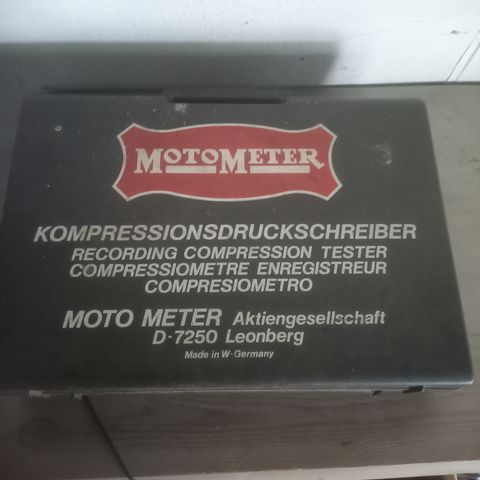 MOTOMETER
KOMPRESSIONSDRUCKSCHREIBER
RECORDING COMPRESSION TESTER
COMPRESSIOMETRE ENREGISTREUR
COMPRESIOMETRO
MOTO METER Aktiengesellschaft
D-7250 Leonberg
Made in W-Germany